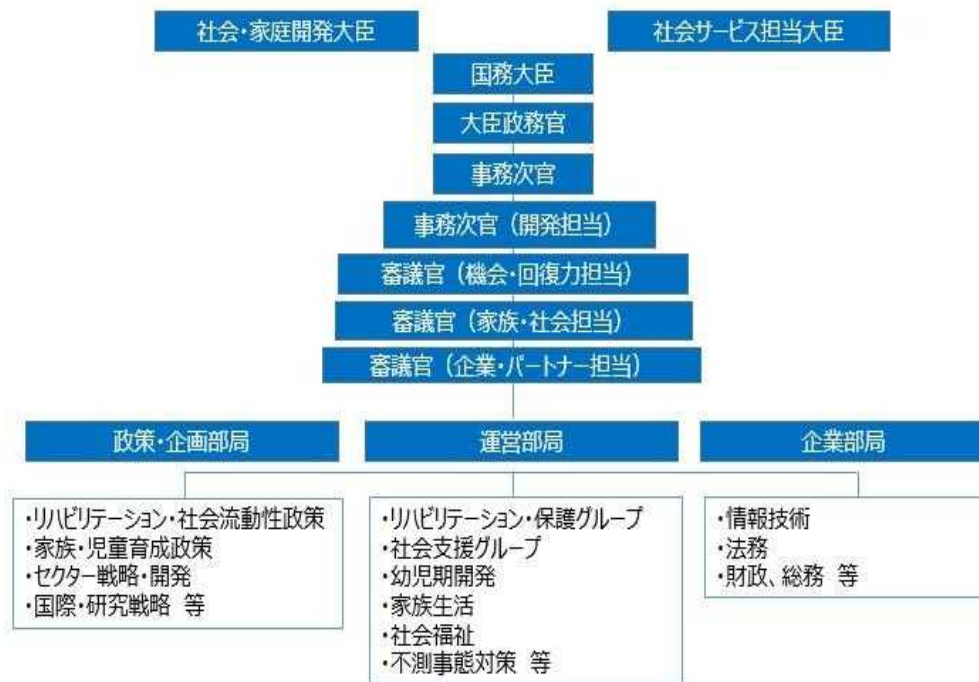 社会・家庭開発大臣
社会サービス担当大臣
国務大臣
大臣政務官
事務次官
事務次官（開発担当）
審議官（機会・回復力担当）
審議官（家族・社会担当）
審議官（企業・パートナー担当）
政策・企画部局
運営部局
企業部局
・リハビリテーション・社会流動性政策
・家族・児童育成政策
・セクター戦略・開発
・国際・研究戦略 等
・リハビリテーション・保護グループ
・社会支援グループ
・幼児期開発
・家族生活
・社会福祉
・不測事態対策 等
・情報技術
・法務
・財政、総務 等